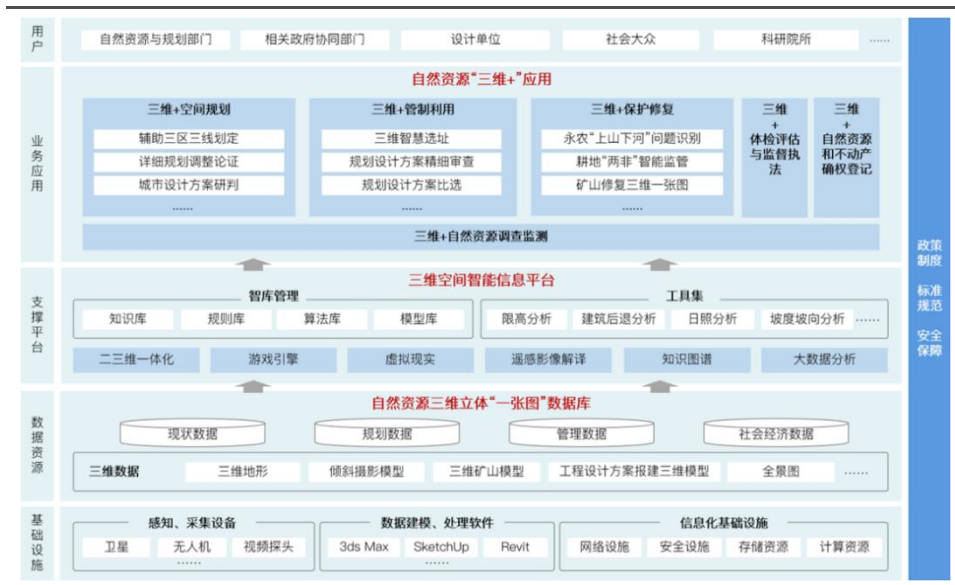 用户
自然资源与规划部门
相关政府协同部门
设计单位
社会大众
科研院所
……
业务应用
自然资源“三维+”应用
三维+空间规划
辅助三区三线划定
详细规划调整论证
城市设计方案研判
……
三维+管制利用
三维智慧选址
规划设计方案精细审查
规划设计方案比选
……
三维+保护修复
永农“上山下河”问题识别
耕地“两非”智能监管
矿山修复三维一张图
……
三维
+
体检评估
与监督执
法
三维
+
自然资源
和不动产
确权登记
三维+自然资源调查监测
支撑平台
三维空间智能信息平台
智库管理
知识库
规则库
算法库
模型库
工具集
限高分析
建筑后退分析
日照分析
坡度坡向分析
……
二三维一体化
游戏引擎
虚拟现实
遥感影像解译
知识图谱
大数据分析
数据资源
自然资源三维立体“一张图”数据库
现状数据
规划数据
管理数据
社会经济数据
三维数据
三维地形
倾斜摄影模型
三维矿山模型
工程设计方案报建三维模型
全景图
……
基础设施
感知、采集设备
卫星
无人机
视频探头
……
数据建模、处理软件
3ds Max
SketchUp
Revit
……
信息化基础设施
网络设施
安全设施
存储资源
计算资源
政策
制度
标准
规范
安全
保障